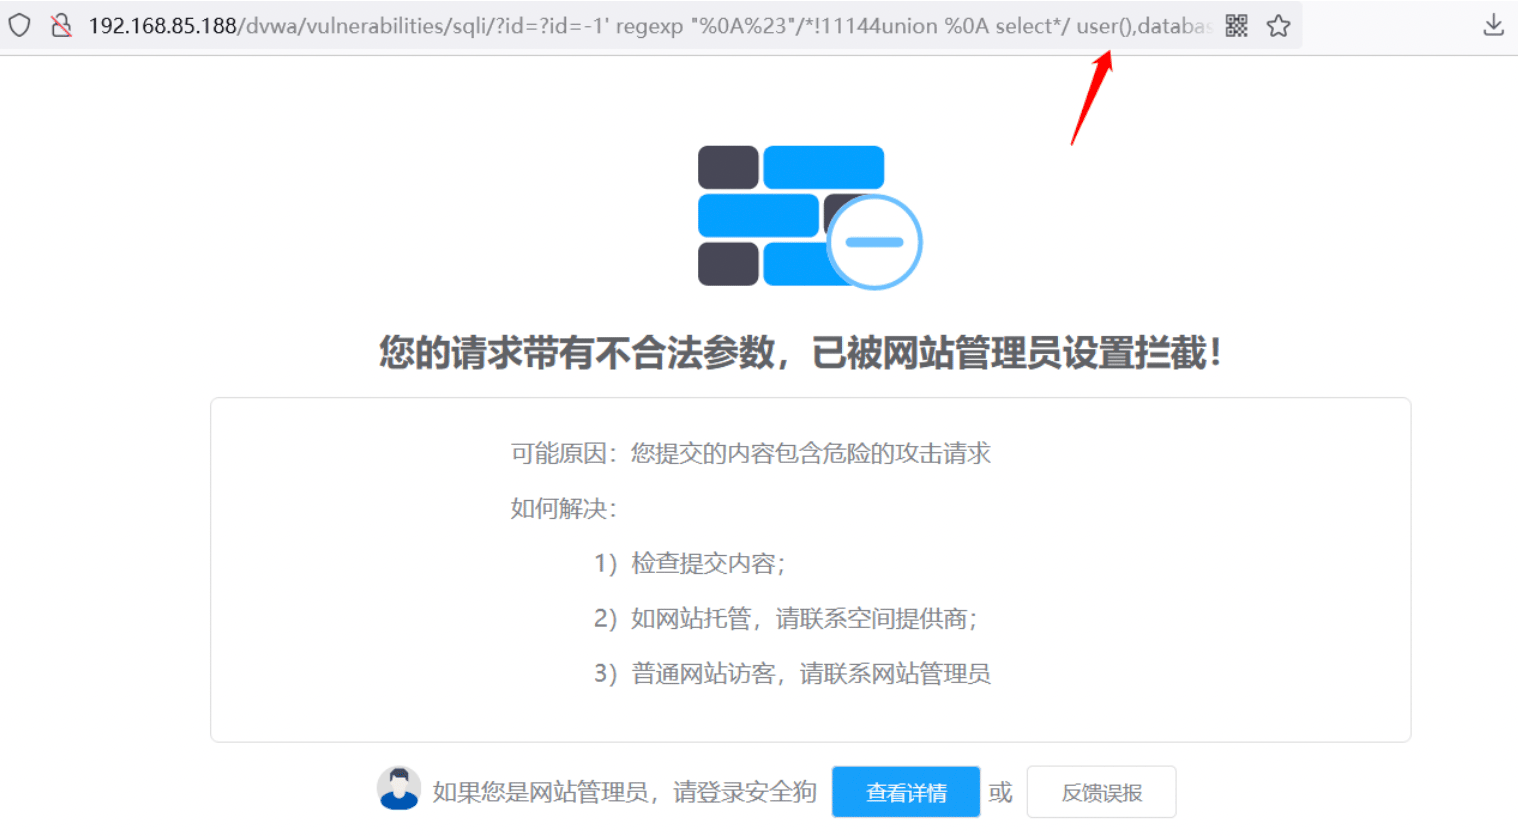 192.168.85.188/dvwa/vulnerabilities/sqli/?id=?id=-1' regexp "%0A%23"/*!11144union %0A select*/ user(),databas
您的请求带有不合法参数，已被网站管理员设置拦截！
可能原因：您提交的内容包含危险的攻击请求
如何解决：
1）检查提交内容；
2）如网站托管，请联系空间提供商；
3）普通网站访客，请联系网站管理员
如果您是网站管理员，请登录安全狗 查看详情 或 反馈误报